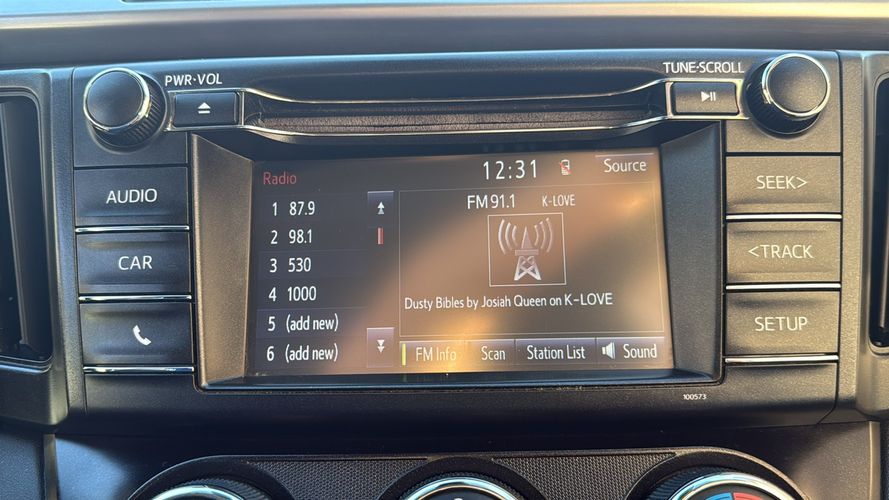 PWR·VOL
TUNE·SCROLL
AUDIO
CAR
SEEK>
<TRACK
SETUP
Radio
12:31
Source
1 87.9
2 98.1
3 530
4 1000
5 (add new)
6 (add new)
FM 91.1 K-LOVE
Dusty Bibles by Josiah Queen on K-LOVE
FM Info
Scan
Station List
Sound
100573